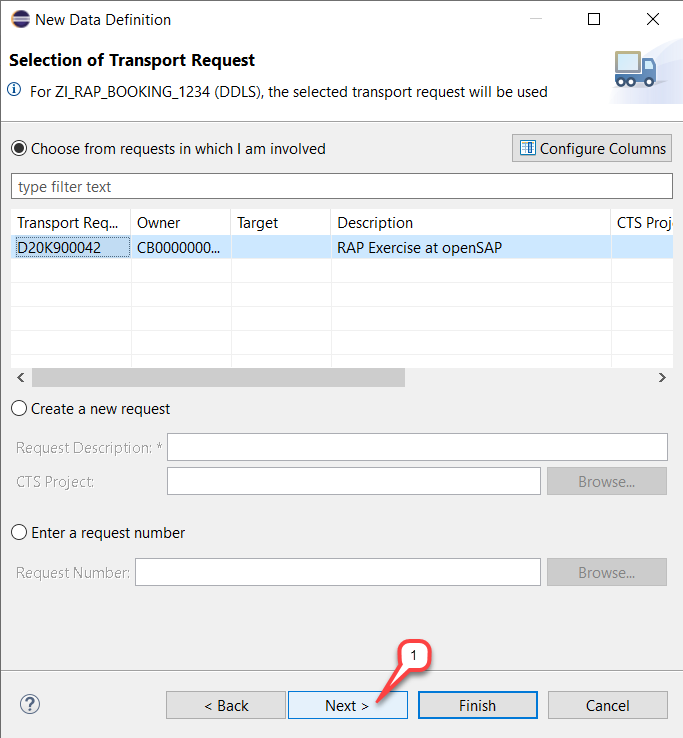 New Data Definition
Selection of Transport Request
For ZI_RAP_BOOKING_1234 (DDLS), the selected transport request will be used
Choose from requests in which I am involved
Configure Columns
type filter text
Transport Req... Owner Target Description CTS Proj
D20K900042 CB0000000... RAP Exercise at openSAP
Create a new request
Request Description: *
CTS Project: Browse...
Enter a request number
Request Number: Browse...
1
? < Back Next > Finish Cancel